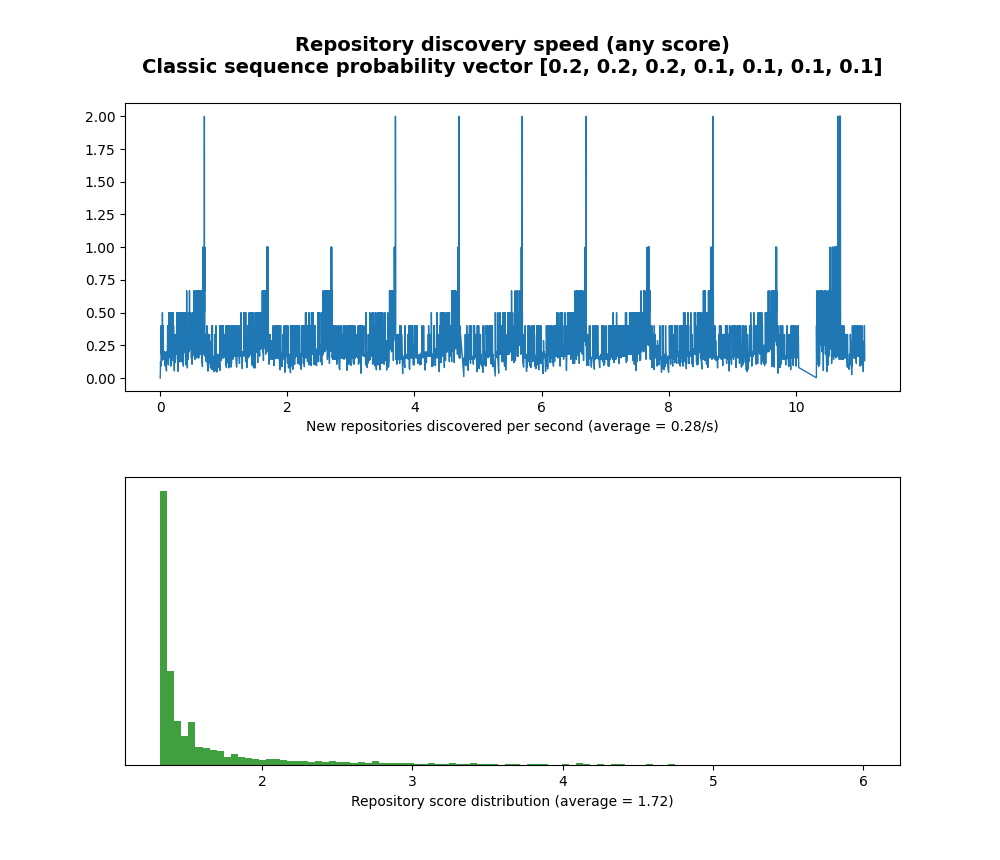 Repository discovery speed (any score)
Classic sequence probability vector [0.2, 0.2, 0.2, 0.1, 0.1, 0.1, 0.1]
2.00
1.75
1.50
1.25
1.00
0.75
0.50
0.25
0.00
0 2 4 6 8 10
New repositories discovered per second (average = 0.28/s)
2 3 4 5 6
Repository score distribution (average = 1.72)